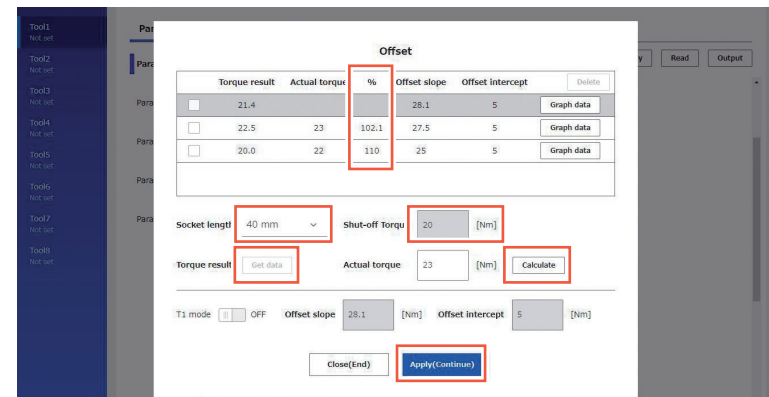 Tool1
Not set
Tool2
Not set
Tool3
Not set
Tool4
Not set
Tool5
Not set
Tool6
Not set
Tool7
Not set
Tool8
Not set
Par
Para
Para
Para
Para
Para
y Read Output
Offset
Torque result Actual torque % Offset slope Offset intercept Delete
21.4 28.1 5 Graph data
22.5 23 102.1 27.5 5 Graph data
20.0 22 110 25 5 Graph data
Socket length 40 mm Shut-off Torqu 20 [Nm]
Torque result Get data Actual torque 23 [Nm] Calculate
T1 mode OFF Offset slope 28.1 [Nm] Offset intercept 5 [Nm]
Close(End) Apply(Continue)